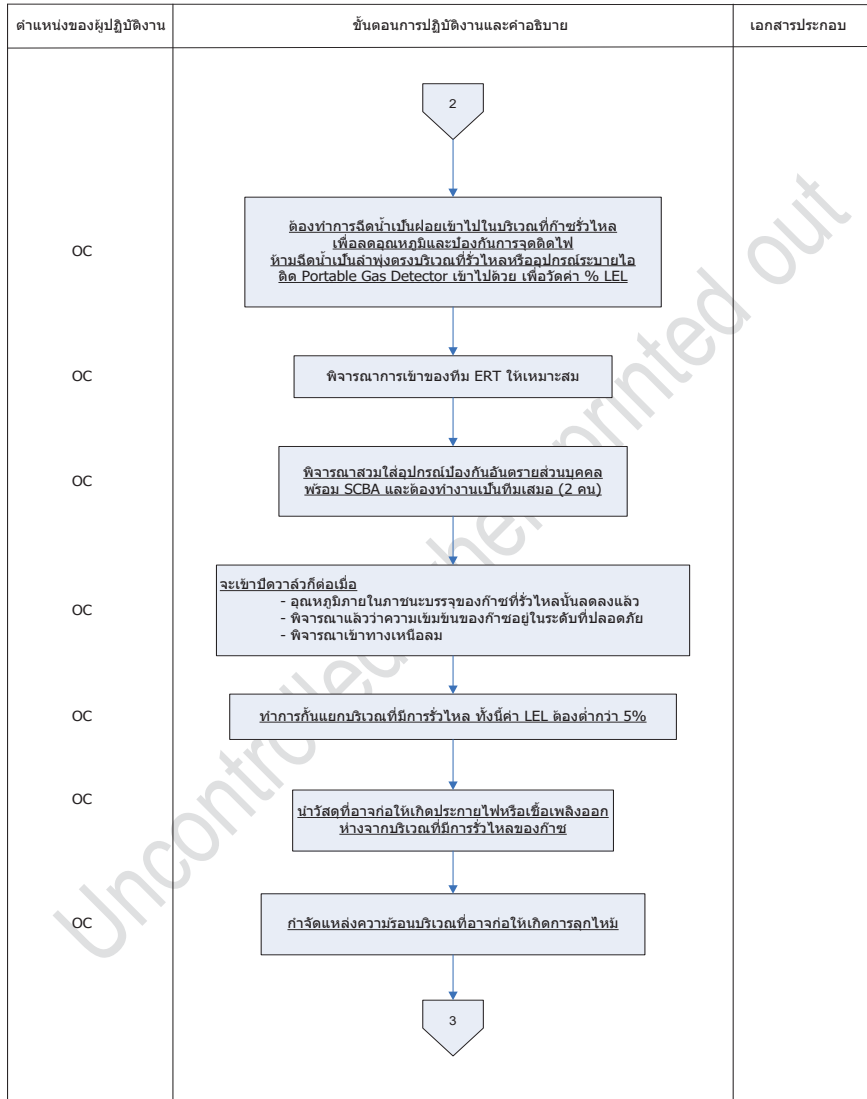 ตำแหน่งของผู้ปฏิบัติงาน
ขั้นตอนการปฏิบัติงานและคำอธิบาย
เอกสารประกอบ
2
OC
ต้องทำการฉีดน้ำเป็นฝอยเข้าไปในบริเวณที่ก๊าซรั่วไหล
เพื่อลดอุณหภูมิและป้องกันการจุดติดไฟ
ห้ามฉีดน้ำเป็นลำพุ่งตรงบริเวณที่รั่วไหลหรืออุปกรณ์ระบายไอ
ติด Portable Gas Detector เข้าไปด้วย เพื่อวัดค่า % LEL
OC
พิจารณาการเข้าของทีม ERT ให้เหมาะสม
OC
พิจารณาสวมใส่อุปกรณ์ป้องกันอันตรายส่วนบุคคล
พร้อม SCBA และต้องทำงานเป็นทีมเสมอ (2 คน)
OC
จะเข้าปิดวาล์วก็ต่อเมื่อ
- อุณหภูมิภายในภาชนะบรรจุของก๊าซที่รั่วไหลนั้นลดลงแล้ว
- พิจารณาแล้วว่าความเข้มข้นของก๊าซอยู่ในระดับที่ปลอดภัย
- พิจารณาเข้าทางเหนือลม
OC
ทำการกั้นแยกบริเวณที่มีการรั่วไหล ทั้งนี้ค่า LEL ต้องต่ำกว่า 5%
OC
นำวัสดุที่อาจก่อให้เกิดประกายไฟหรือเชื้อเพลิงออก
ห่างจากบริเวณที่มีการรั่วไหลของก๊าซ
OC
กำจัดแหล่งความร้อนบริเวณที่อาจก่อให้เกิดการลุกไหม้
3